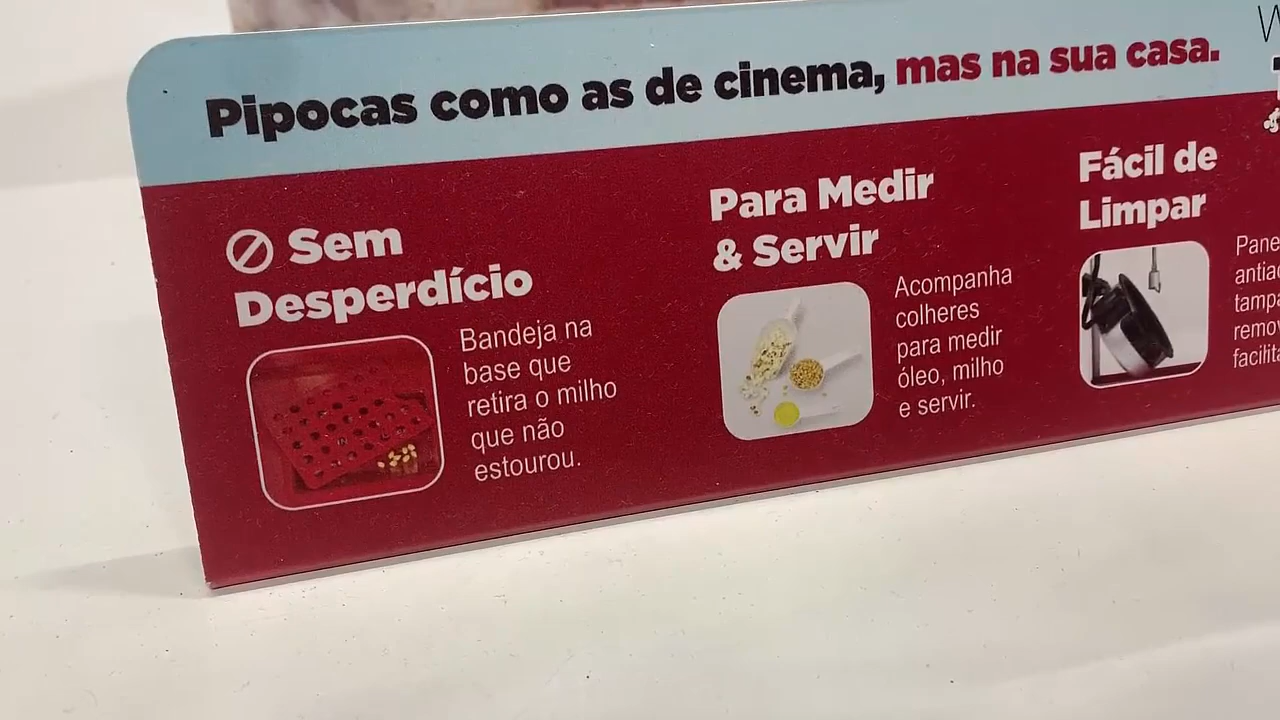 Pipocas como as de cinema, mas na sua casa.
Sem
Desperdício
Bandeja na
base que
retira o milho
que não
estourou.
Para Medir
& Servir
Acompanha
colheres
para medir
óleo, milho
e servir.
Fácil de
Limpar